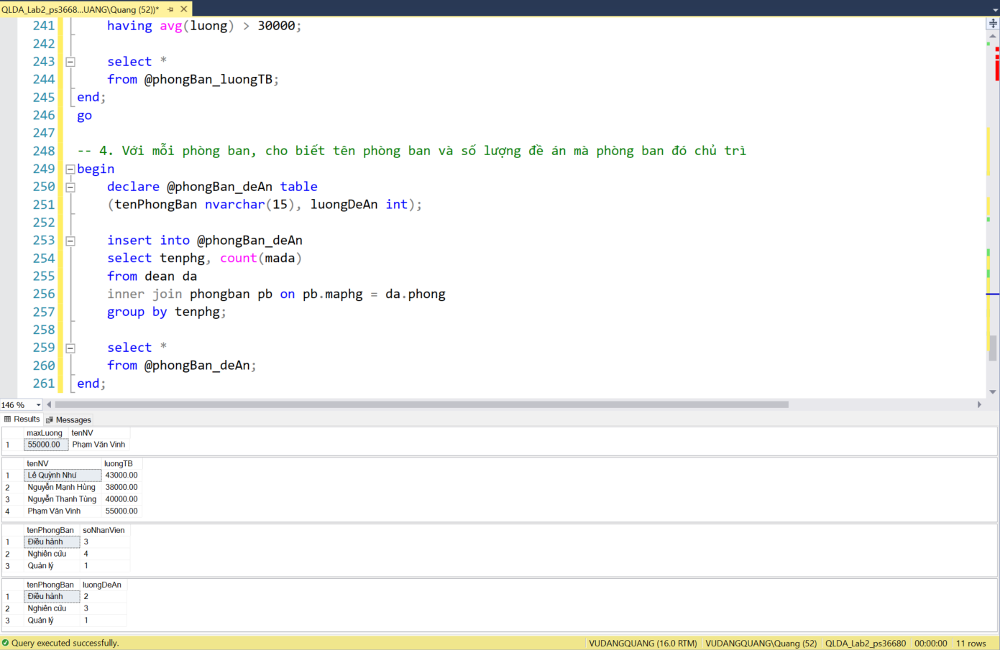 QLDA_Lab2_ps3668...UANG\Quang (52))*
241 having avg(luong) > 30000;
242
243 select *
244 from @phongBan_luongTB;
245 end;
246 go
247
248 -- 4. Với mỗi phòng ban, cho biết tên phòng ban và số lượng đề án mà phòng ban đó chủ trì
249 begin
250 declare @phongBan_deAn table
251 (tenPhongBan nvarchar(15), luongDeAn int);
252
253 insert into @phongBan_deAn
254 select tenphg, count(mada)
255 from dean da
256 inner join phongban pb on pb.maphg = da.phong
257 group by tenphg;
258
259 select *
260 from @phongBan_deAn;
261 end;
146 %
Results Messages
maxLuong tenNV
1 55000.00 Phạm Văn Vinh
tenNV luongTB
1 Lê Quỳnh Như 43000.00
2 Nguyễn Mạnh Hùng 38000.00
3 Nguyễn Thanh Tùng 40000.00
4 Phạm Văn Vinh 55000.00
tenPhongBan soNhanVien
1 Điều hành 3
2 Nghiên cứu 4
3 Quản lý 1
tenPhongBan luongDeAn
1 Điều hành 2
2 Nghiên cứu 3
3 Quản lý 1
Query executed successfully. VUDANGQUANG (16.0 RTM) VUDANGQUANG\Quang (52) QLDA_Lab2_ps36680 00:00:00 11 rows